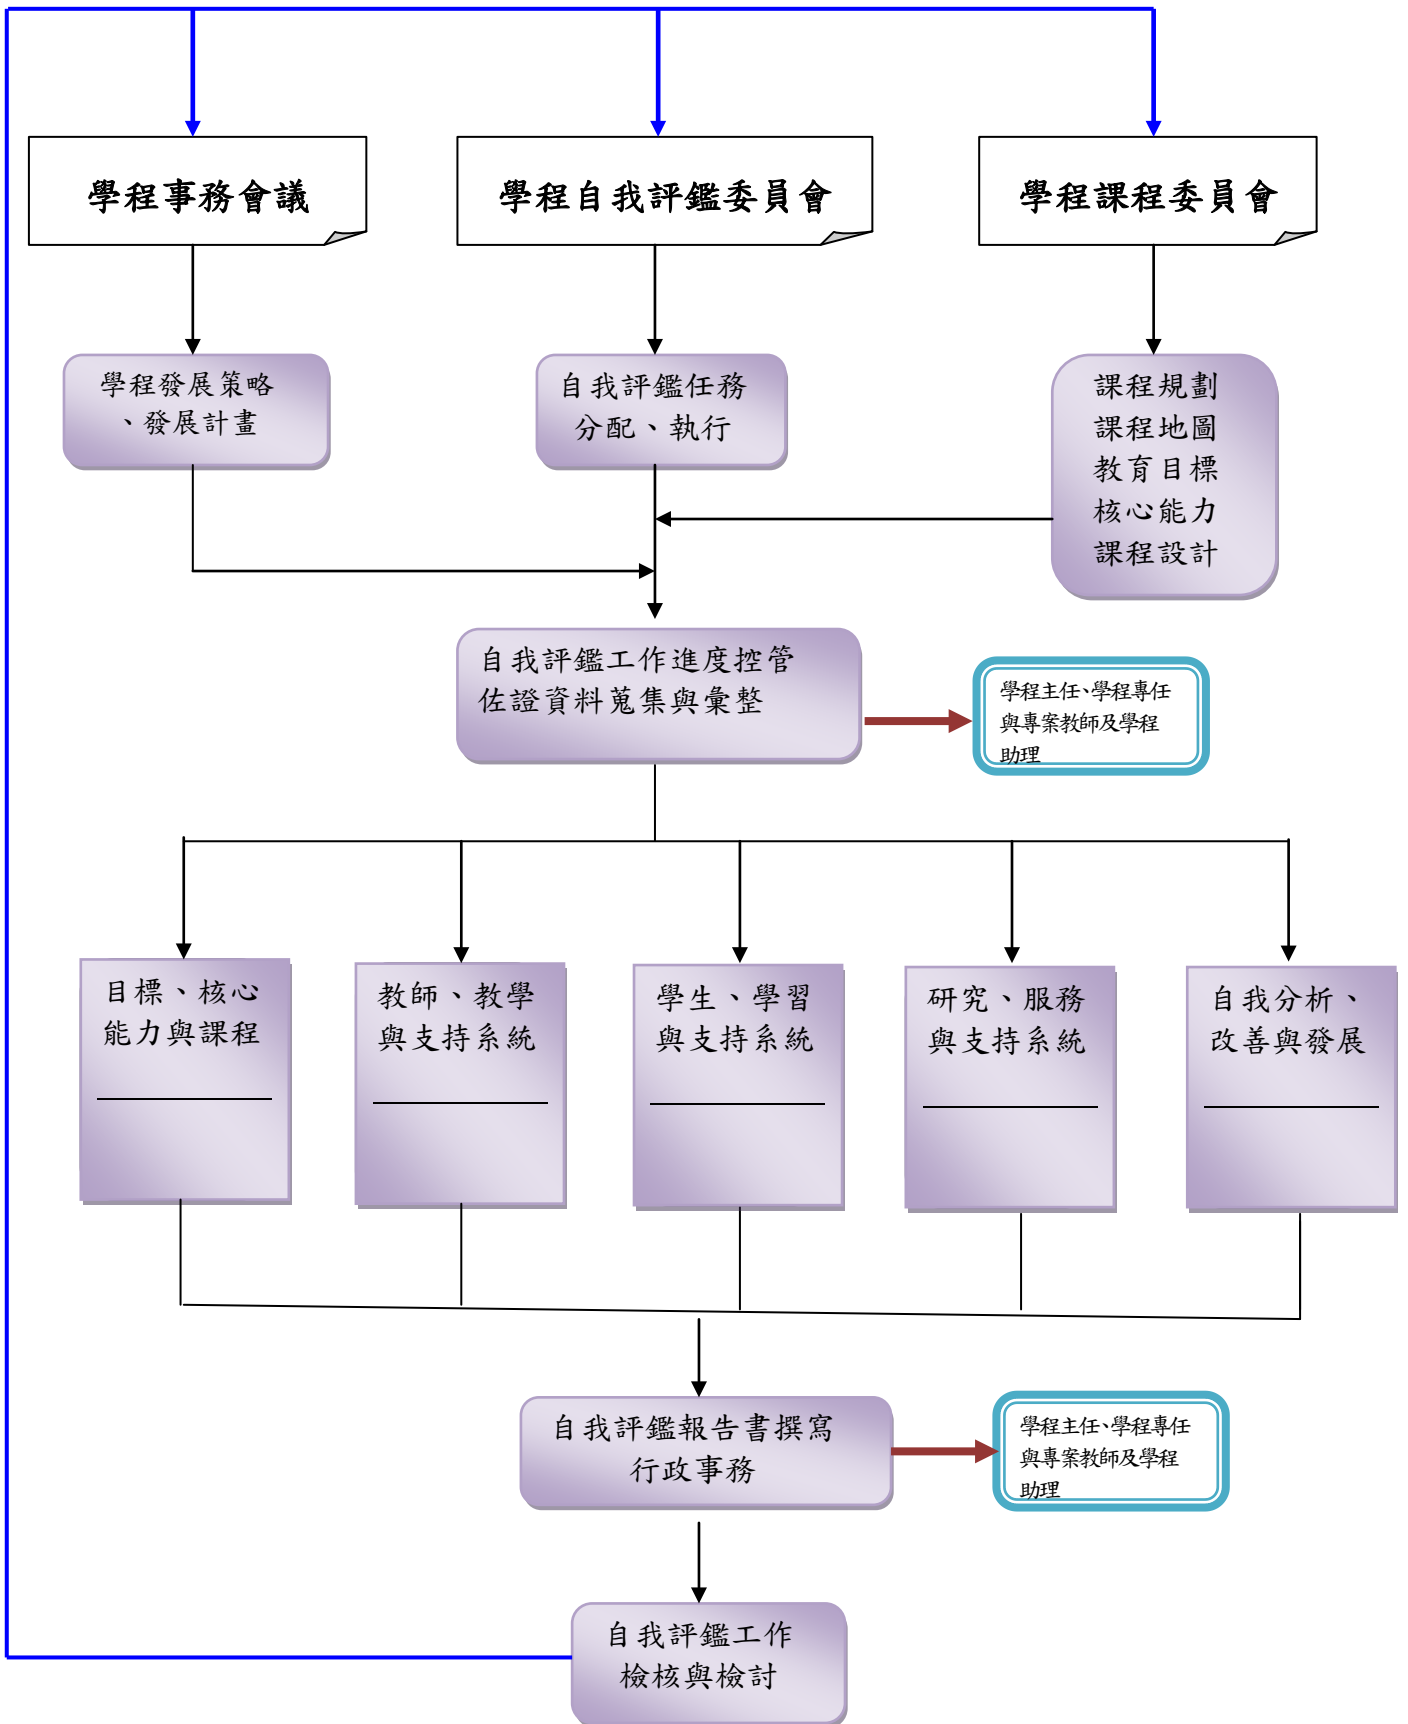 學程事務會議
學程自我評鑑委員會
學程課程委員會
學程發展策略
、發展計畫
自我評鑑任務
分配、執行
課程規劃
課程地圖
教育目標
核心能力
課程設計
自我評鑑工作進度控管
佐證資料蒐集與彙整
學程主任、學程專任
與專案教師及學程
助理
目標、核心
能力與課程
教師、教學
與支持系統
學生、學習
與支持系統
研究、服務
與支持系統
自我分析、
改善與發展
自我評鑑報告書撰寫
行政事務
學程主任、學程專任
與專案教師及學程
助理
自我評鑑工作
檢核與檢討